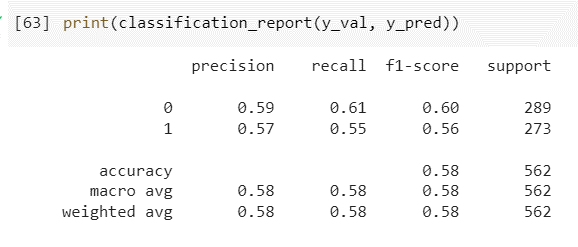 [63] print(classification_report(y_val, y_pred))
precision recall f1-score support
0 0.59 0.61 0.60 289
1 0.57 0.55 0.56 273
accuracy 0.58 562
macro avg 0.58 0.58 0.58 562
weighted avg 0.58 0.58 0.58 562